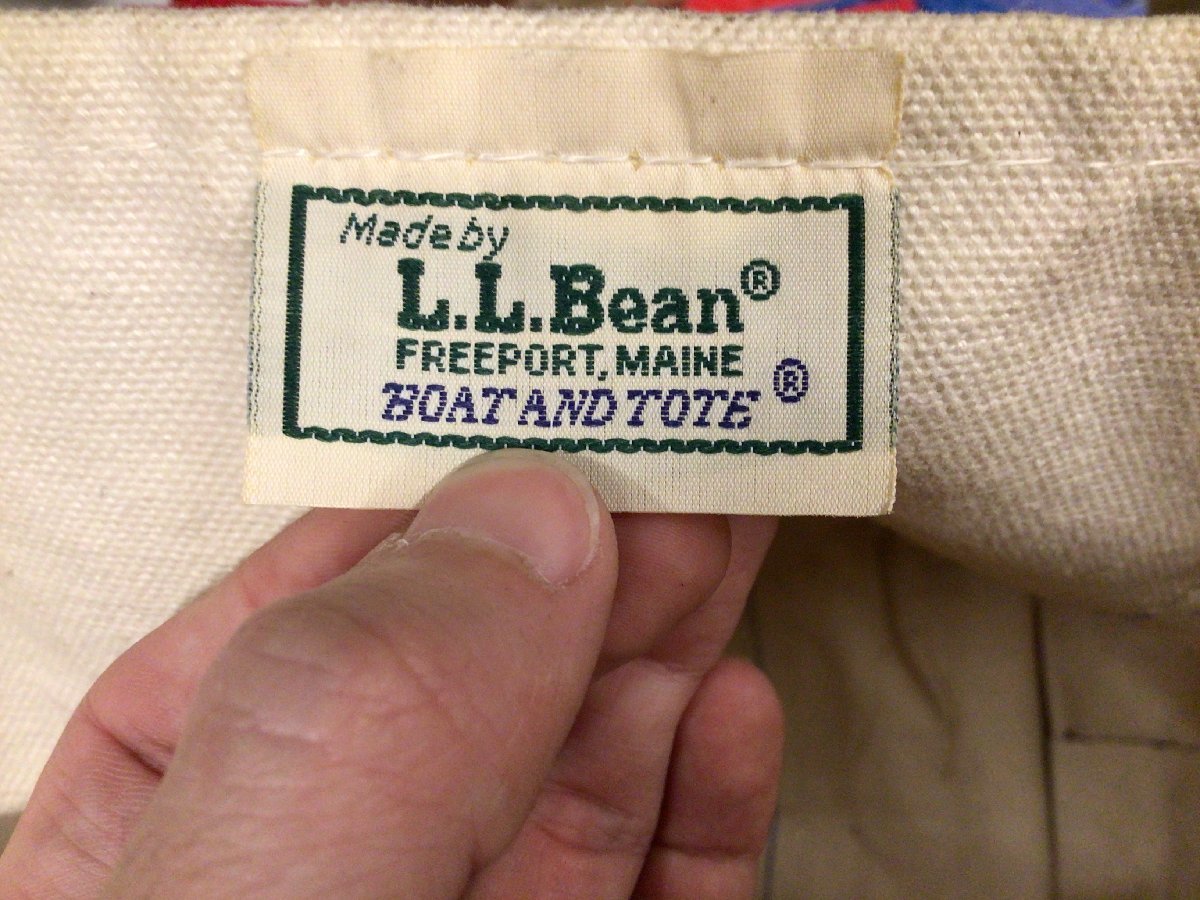 Made by
L.L.Bean®
FREEPORT, MAINE
BOAT AND TOTE ®